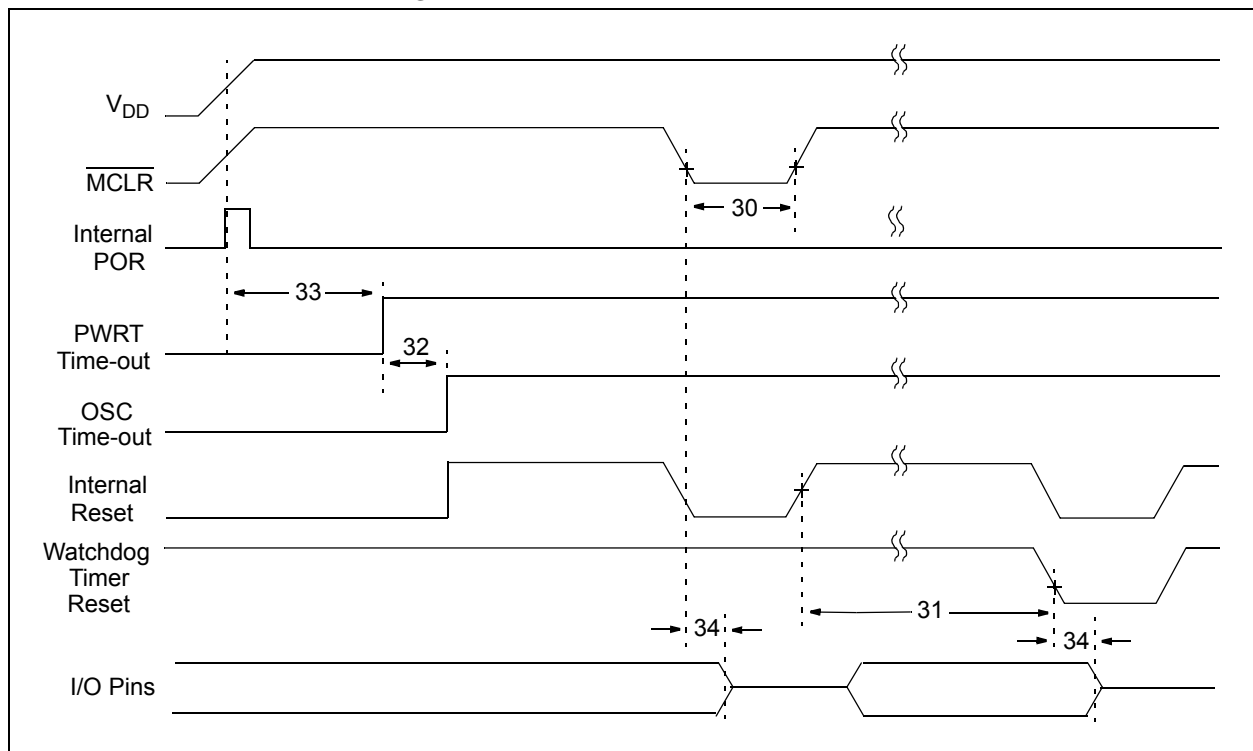 VDD
MCLR
30
Internal
POR
33
PWRT
Time-out
32
OSC
Time-out
Internal
Reset
Watchdog
Timer
Reset
31
34
34
I/O Pins